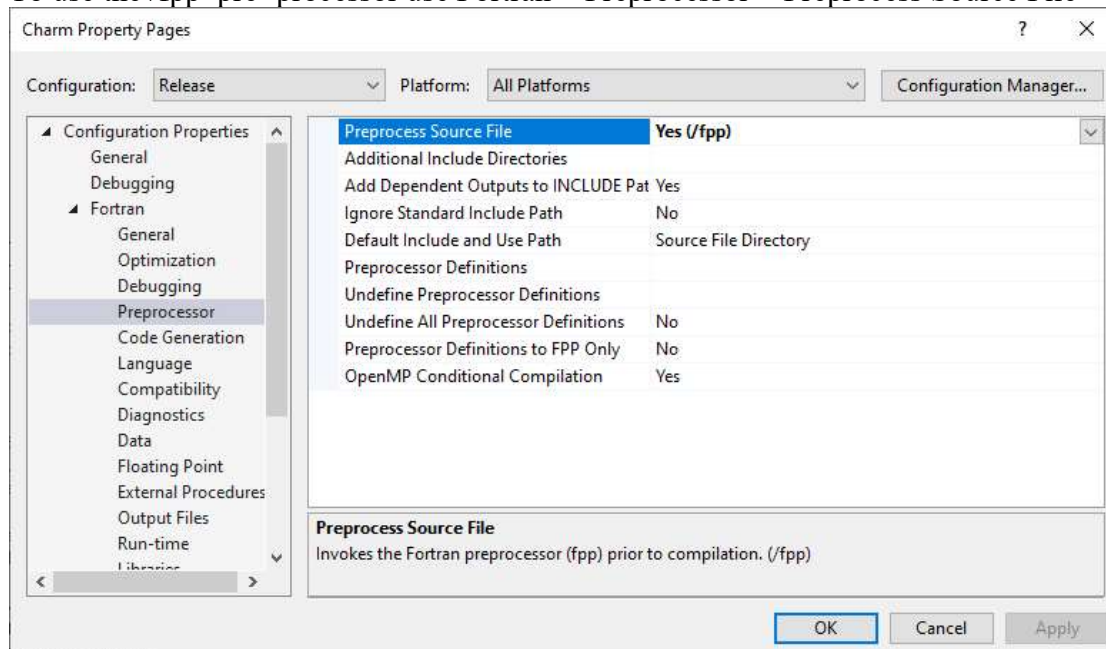 Charm Property Pages ? ×
Configuration: Release Platform: All Platforms Configuration Manager...
Configuration Properties
General
Debugging
Fortran
General
Optimization
Debugging
Preprocessor
Code Generation
Language
Compatibility
Diagnostics
Data
Floating Point
External Procedures
Output Files
Run-time
Libraries
Preprocess Source File Yes (/fpp)
Additional Include Directories
Add Dependent Outputs to INCLUDE Pat Yes
Ignore Standard Include Path No
Default Include and Use Path Source File Directory
Preprocessor Definitions
Undefine Preprocessor Definitions
Undefine All Preprocessor Definitions No
Preprocessor Definitions to FPP Only No
OpenMP Conditional Compilation Yes
Preprocess Source File
Invokes the Fortran preprocessor (fpp) prior to compilation. (/fpp)
OK Cancel Apply